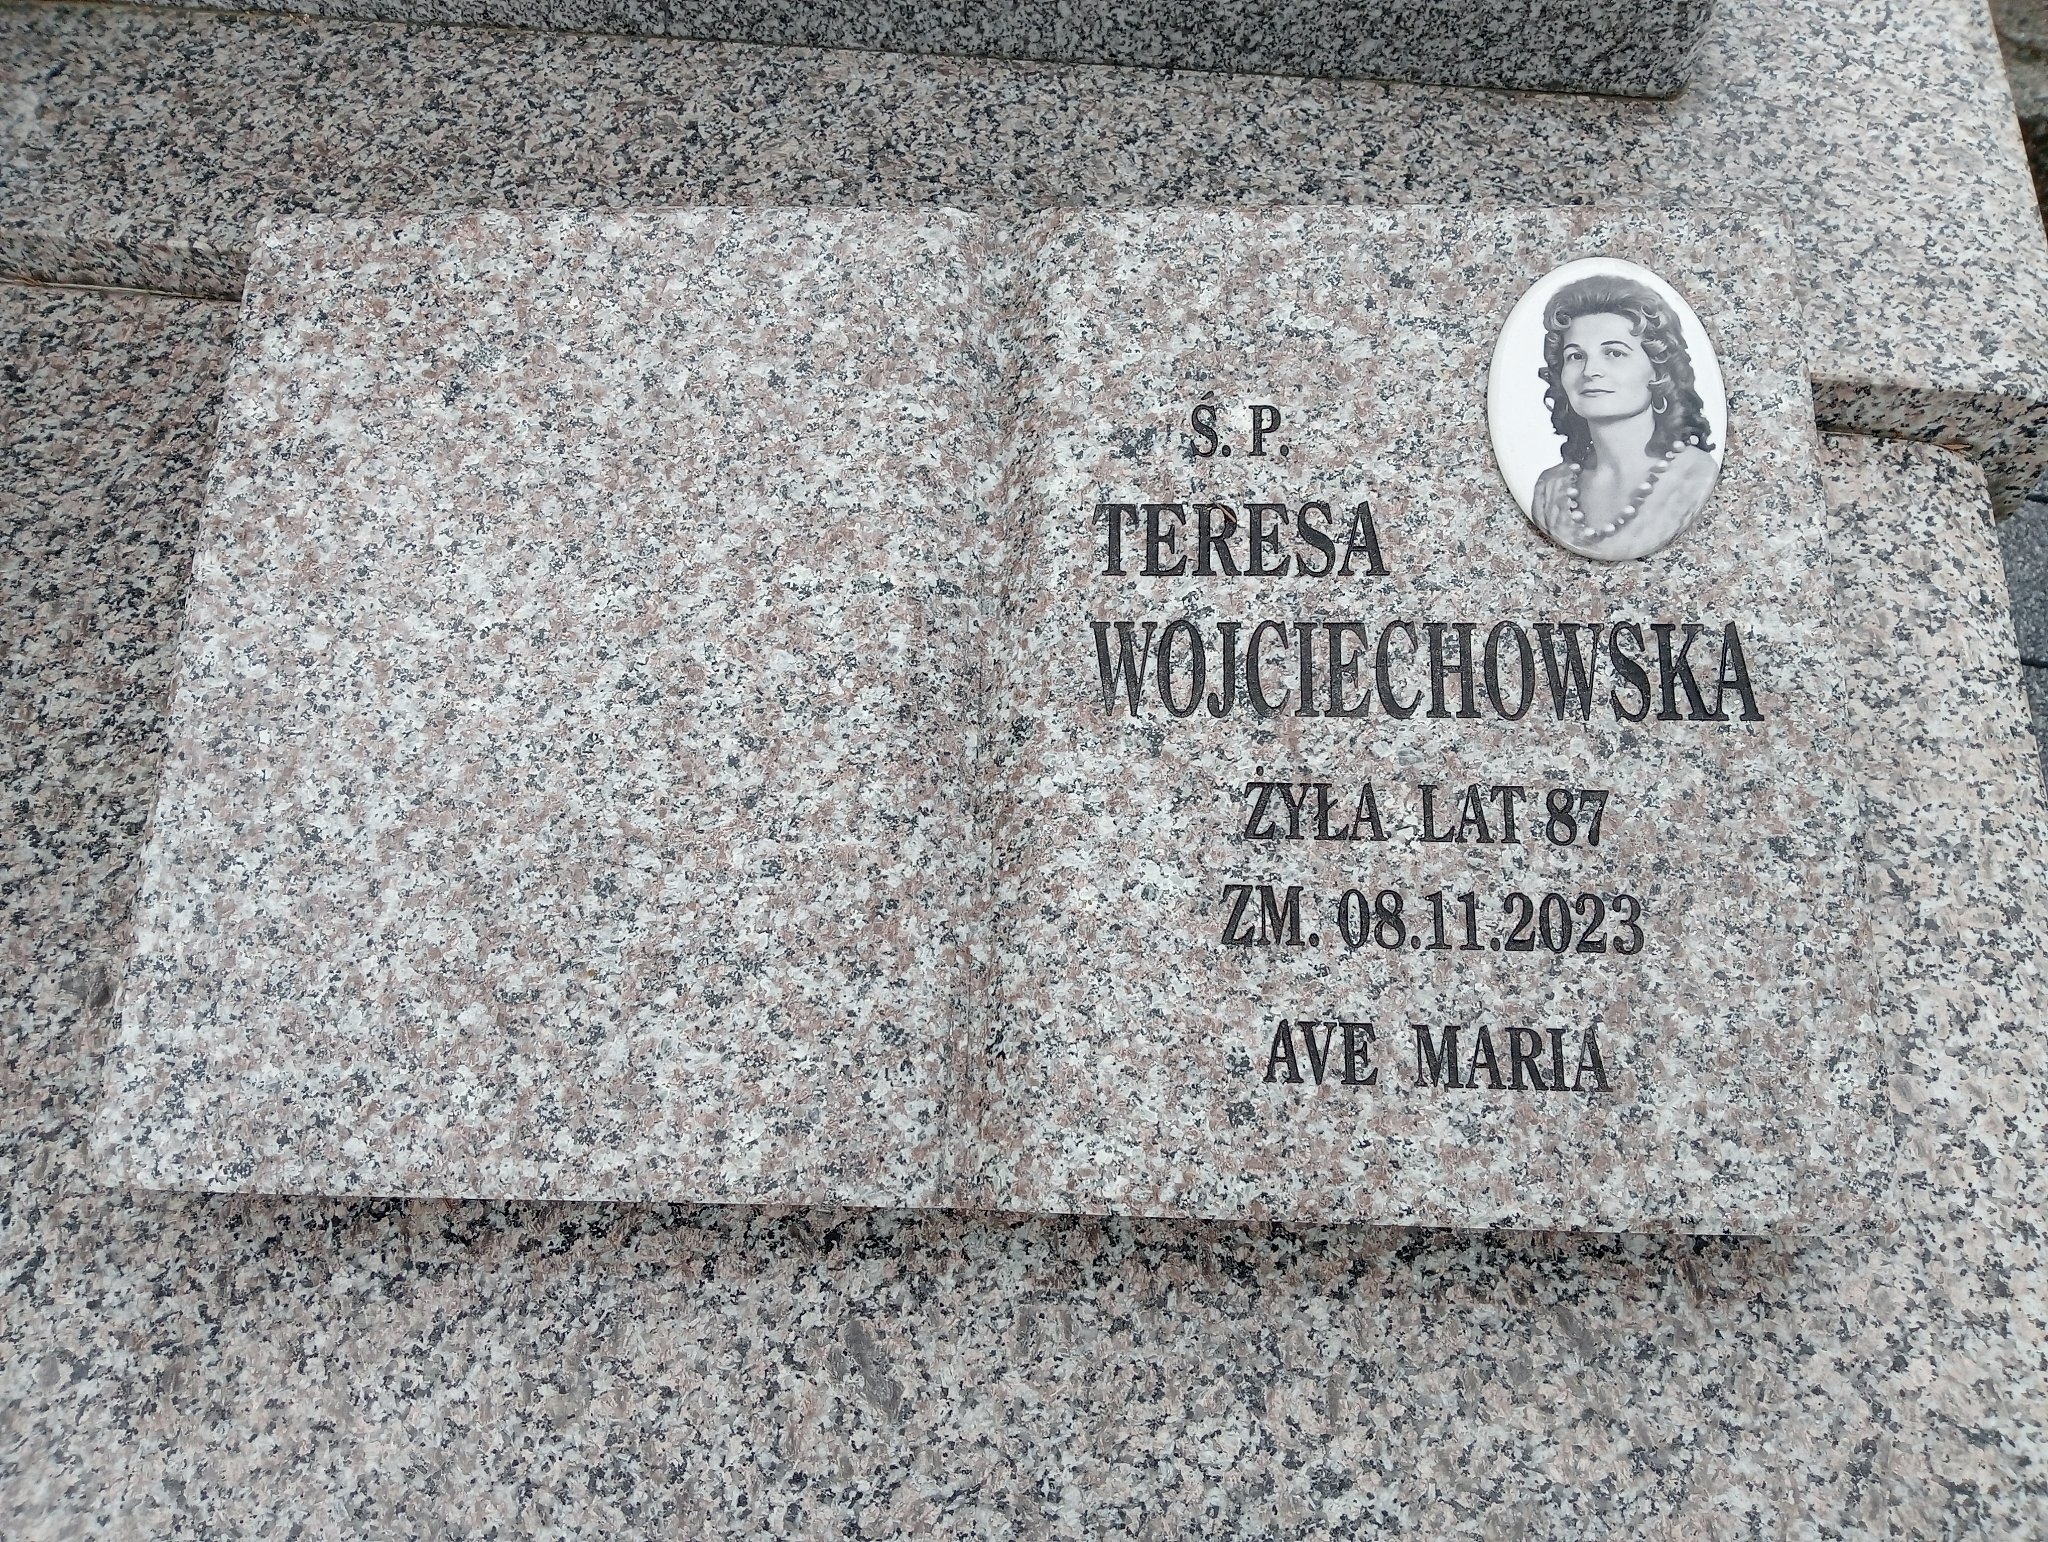 Ś. P.
TERESA
WOJCIECHOWSKA
ŻYŁA LAT 87
ZM. 08.11.2023
AVE MARIA